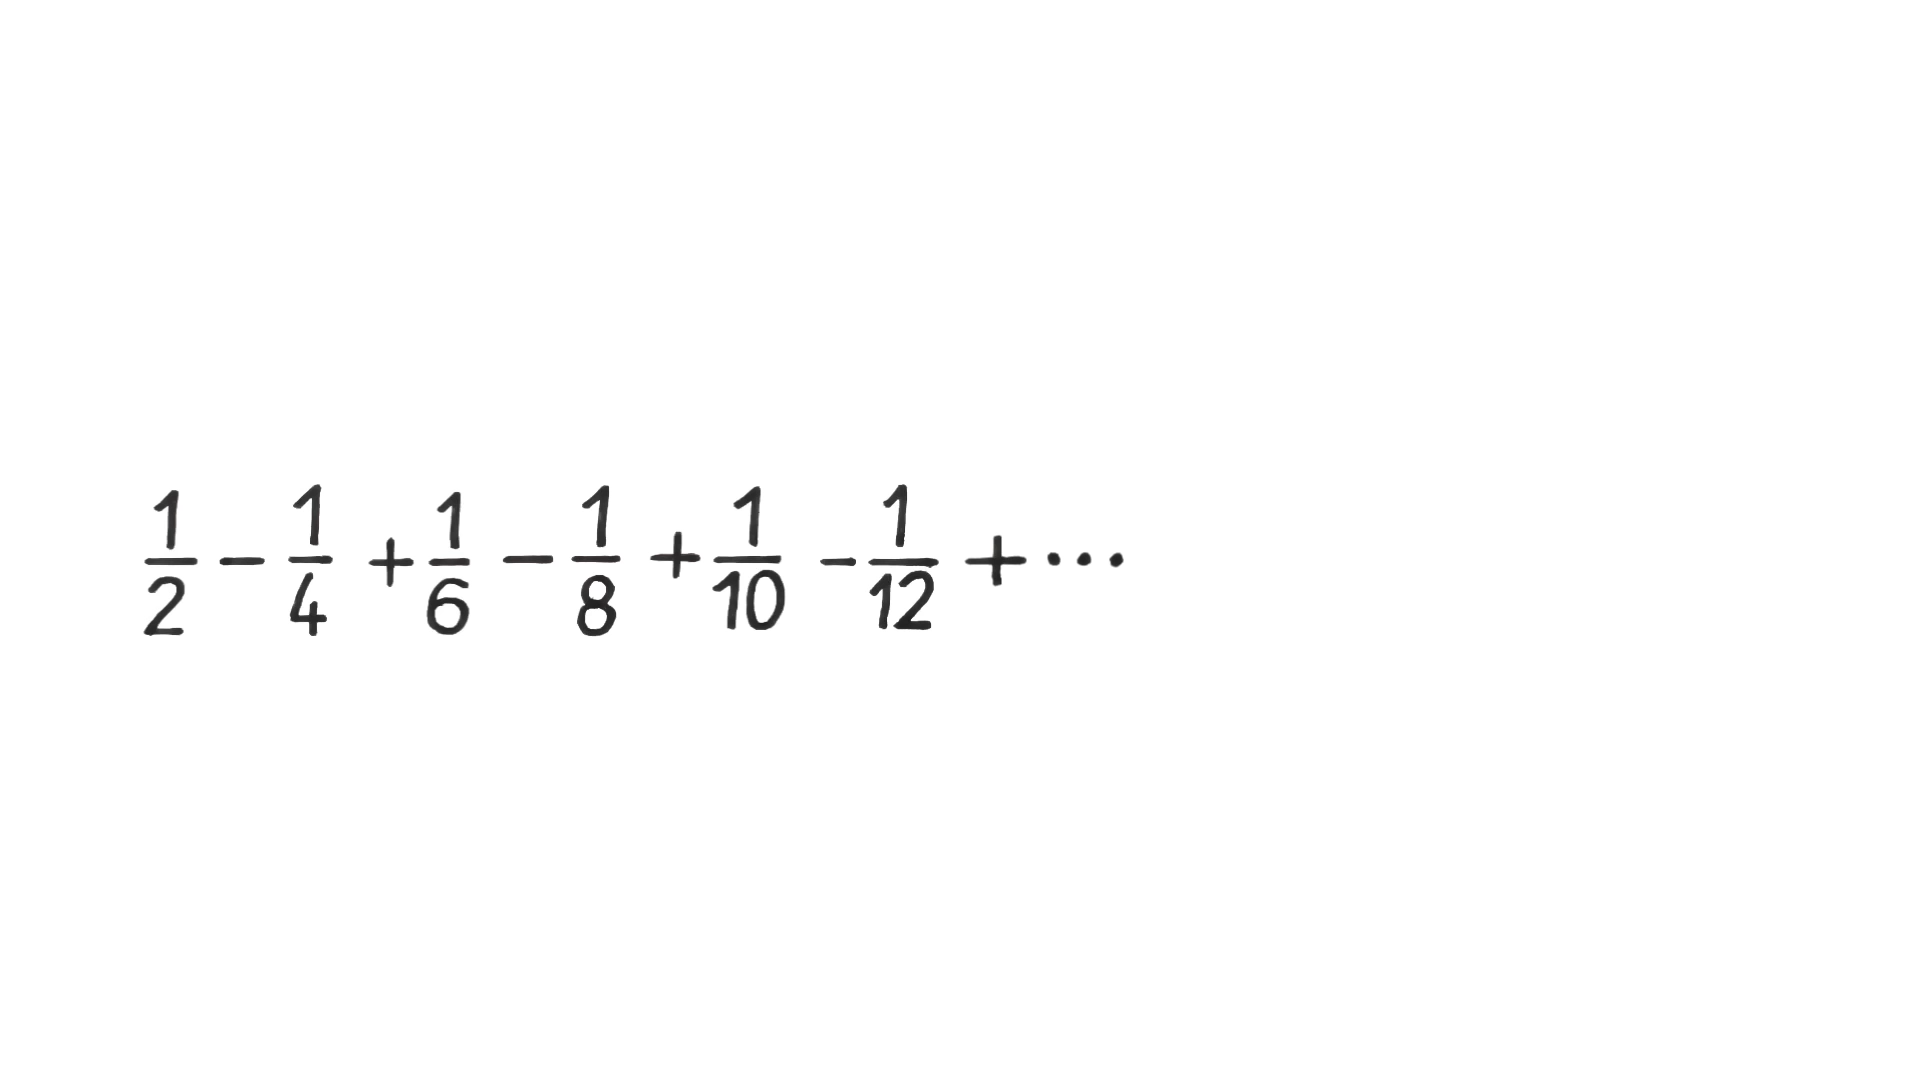 1/2 - 1/4 + 1/6 - 1/8 + 1/10 - 1/12 + ...